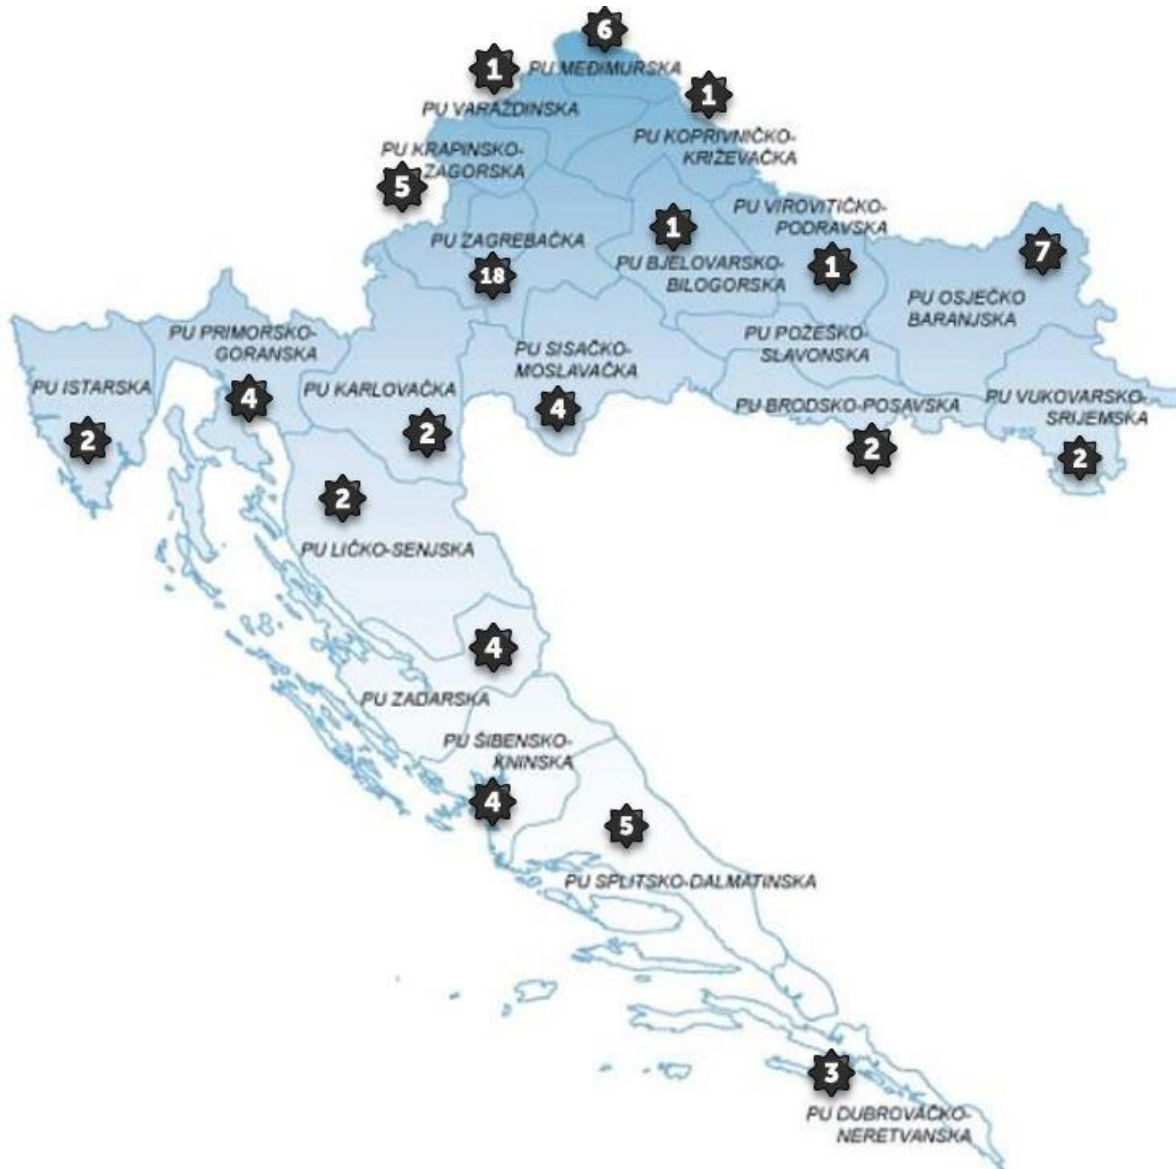 6
1
PU MEĐIMURSKA
1
PU VARAŽDINSKA
PU KOPRIVNIČKO-
KRIŽEVAČKA
PU KRAPINSKO-
ZAGORSKA
5
PU VIROVITIČKO-
PODRAVSKA
1
PU ZAGREBAČKA
18
PU BJELOVARSKO-
BILOGORSKA
1
7
PU OSJEČKO
BARANJSKA
PU PRIMORSKO-
GORANSKA
4
PU SISAČKO-
MOSLAVAČKA
4
PU POŽEŠKO-
SLAVONSKA
PU ISTARSKA
2
PU KARLOVAČKA
2
PU BRODSKO-POSAVSKA
2
PU VUKOVARSKO-
SRIJEMSKA
2
2
PU LIČKO-SENJSKA
4
PU ZADARSKA
PU ŠIBENSKO-
KNINSKA
4
5
PU SPLITSKO-DALMATINSKA
3
PU DUBROVAČKO-
NERETVANSKA